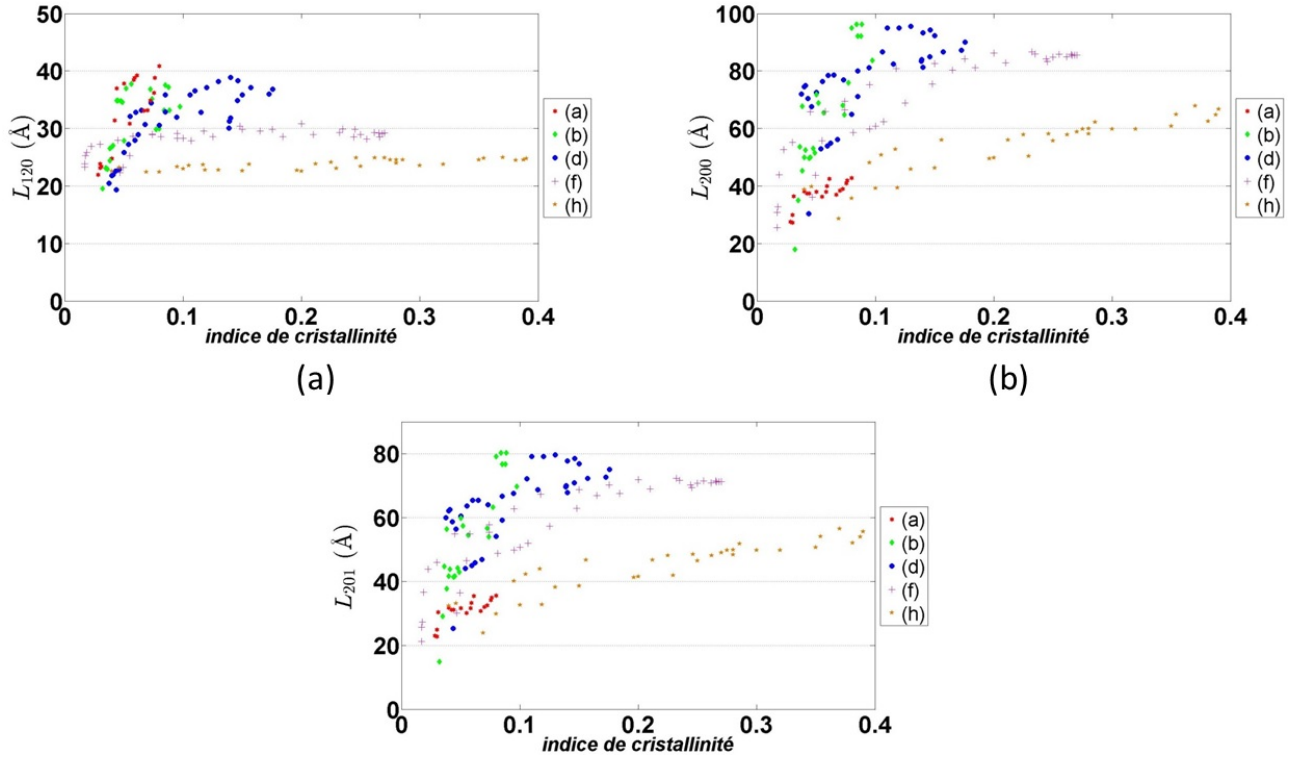 50
40
30
20
10
0
L120 (Å)
0 0.1 0.2 0.3 0.4
indice de cristallinité
(a)
(b)
(d)
(f)
(h)
(a)
100
80
60
40
20
0
L200 (Å)
0 0.1 0.2 0.3 0.4
indice de cristallinité
(a)
(b)
(d)
(f)
(h)
(b)
80
60
40
20
0
L201 (Å)
0 0.1 0.2 0.3 0.4
indice de cristallinité
(a)
(b)
(d)
(f)
(h)